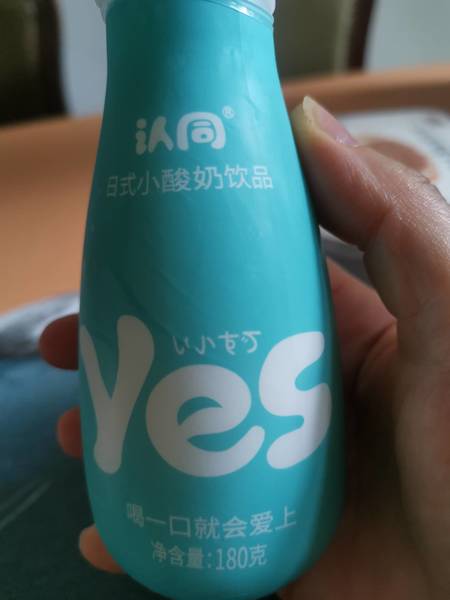 认同®
日式小酸奶饮品
いいすご
Yes
喝一口就会爱上
净含量:180克